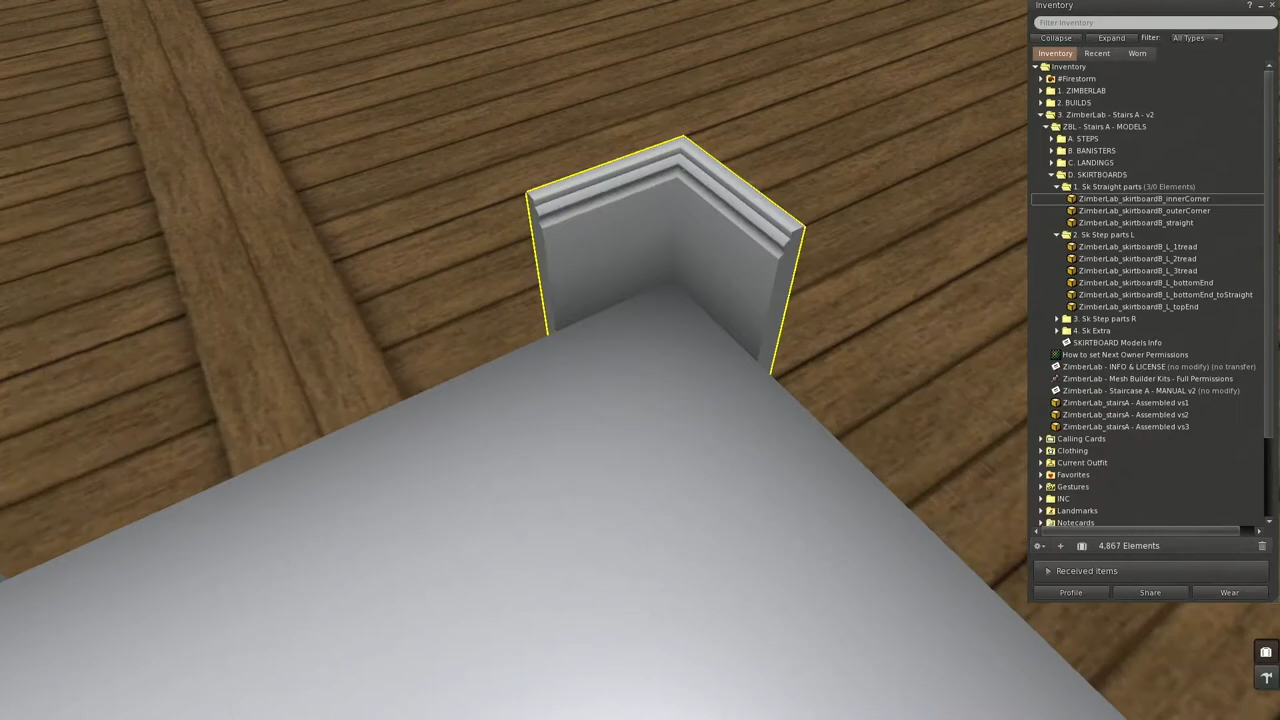 Inventory
Filter Inventory
Collapse Expand Filter: All Types
Inventory Recent Worn
Inventory
#Firestorm
1. ZIMBERLAB
2. BUILDS
3. ZimberLab - Stairs A - v2
ZBL - Stairs A - MODELS
A. STEPS
B. BANISTERS
C. LANDINGS
D. SKIRTBOARDS
1. Sk Straight parts (3/0 Elements)
ZimberLab_skirtboardB_innerCorner
ZimberLab_skirtboardB_outerCorner
ZimberLab_skirtboardB_straight
2. Sk Step parts L
ZimberLab_skirtboardB_L_1tread
ZimberLab_skirtboardB_L_2tread
ZimberLab_skirtboardB_L_3tread
ZimberLab_skirtboardB_L_bottomEnd
ZimberLab_skirtboardB_L_bottomEnd_toStraight
ZimberLab_skirtboardB_L_topEnd
3. Sk Step parts R
4. Sk Extra
SKIRTBOARD Models Info
How to set Next Owner Permissions
ZimberLab - INFO & LICENSE (no modify) (no transfer)
ZimberLab - Mesh Builder Kits - Full Permissions
ZimberLab - Staircase A - MANUAL v2 (no modify)
ZimberLab_stairsA - Assembled vs1
ZimberLab_stairsA - Assembled vs2
ZimberLab_stairsA - Assembled vs3
Calling Cards
Clothing
Current Outfit
Favorites
Gestures
INC
Landmarks
Notecards
4,867 Elements
Received items
Profile Share Wear